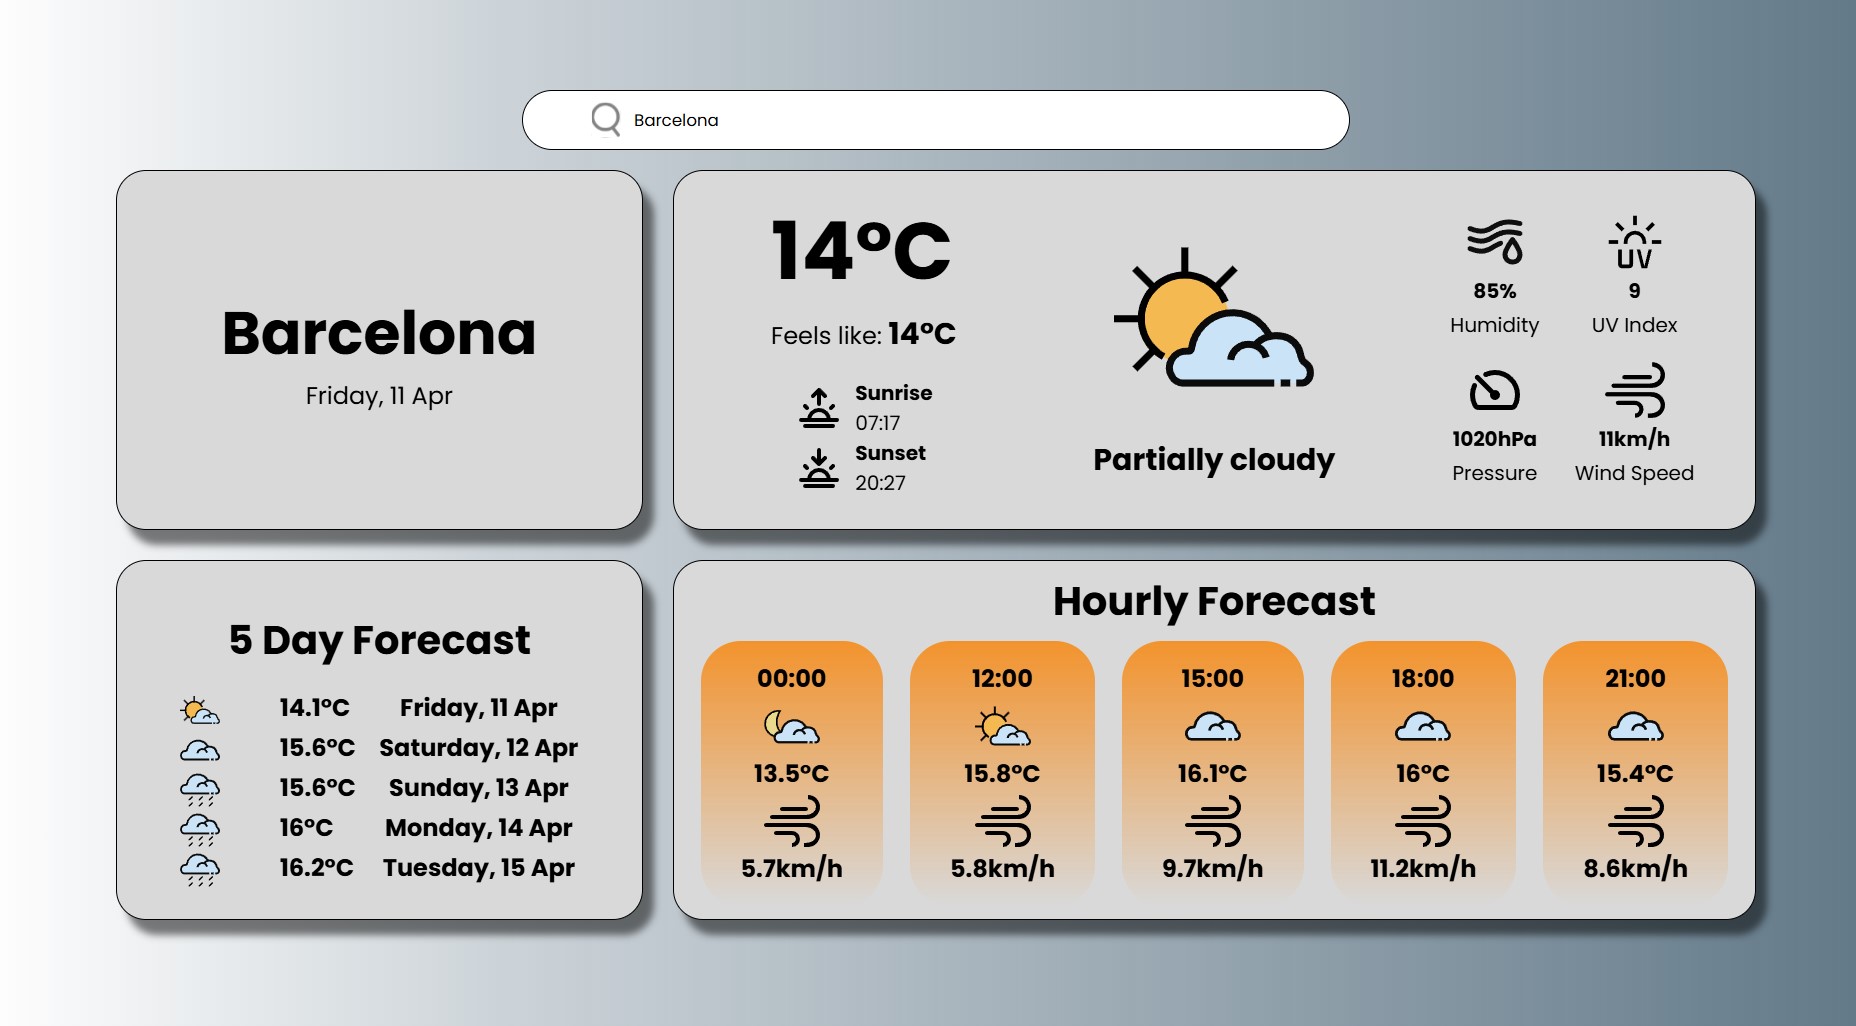 Barcelona
Barcelona
Friday, 11 Apr
14°C
Feels like: 14°C
Sunrise
07:17
Sunset
20:27
Partially cloudy
85%
Humidity
UV
9
UV Index
1020hPa
Pressure
11km/h
Wind Speed
5 Day Forecast
14.1°C Friday, 11 Apr
15.6°C Saturday, 12 Apr
15.6°C Sunday, 13 Apr
16°C Monday, 14 Apr
16.2°C Tuesday, 15 Apr
Hourly Forecast
00:00
13.5°C
5.7km/h
12:00
15.8°C
5.8km/h
15:00
16.1°C
9.7km/h
18:00
16°C
11.2km/h
21:00
15.4°C
8.6km/h